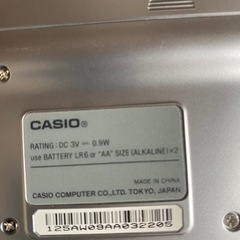 CASIO®
RATING: DC 3V ⎓ 0.9W
use BATTERY LR6 or "AA" SIZE (ALKALINE)×2
MADE IN CHINA
CASIO COMPUTER CO.,LTD. TOKYO, JAPAN
125AW09AA032205